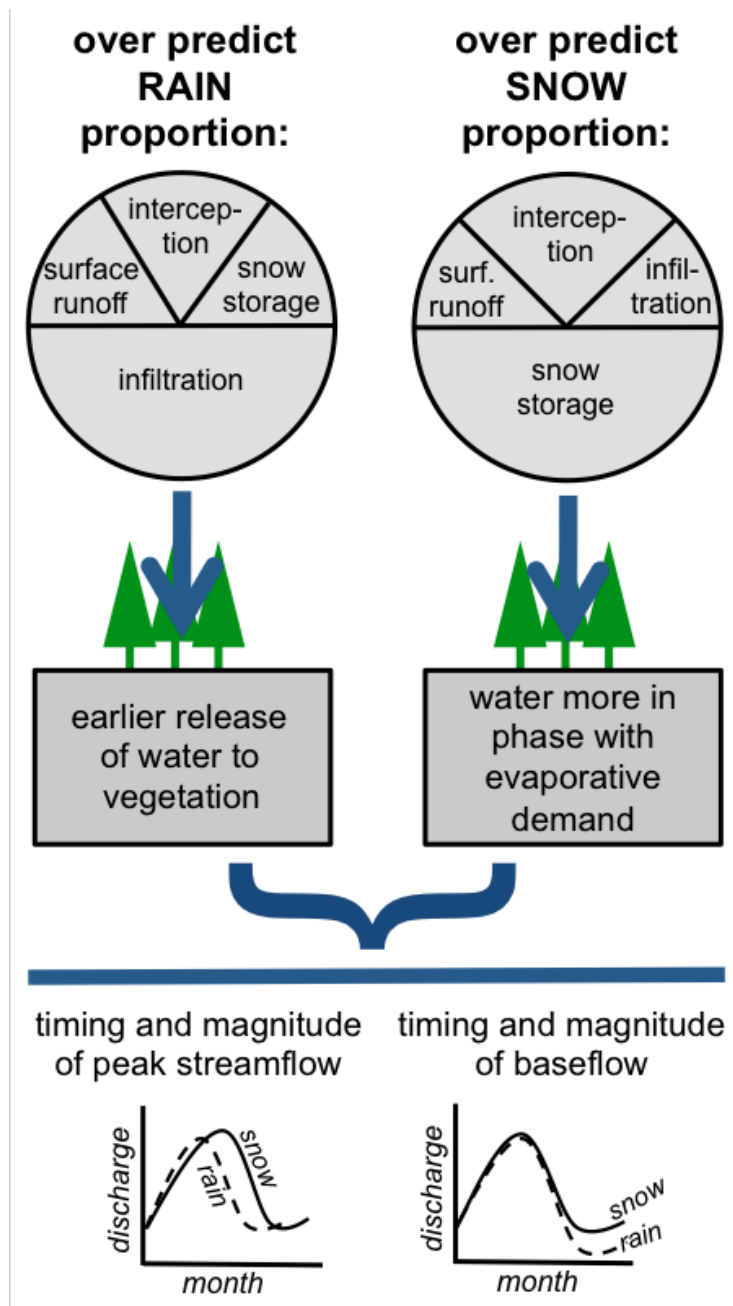 over predict
RAIN
proportion:
over predict
SNOW
proportion:
intercep-
tion
surface
runoff
snow
storage
infiltration
intercep-
tion
surf.
runoff
infil-
tration
snow
storage
earlier release
of water to
vegetation
water more in
phase with
evaporative
demand
timing and magnitude
of peak streamflow
timing and magnitude
of baseflow
discharge
snow
rain
month
discharge
snow
rain
month